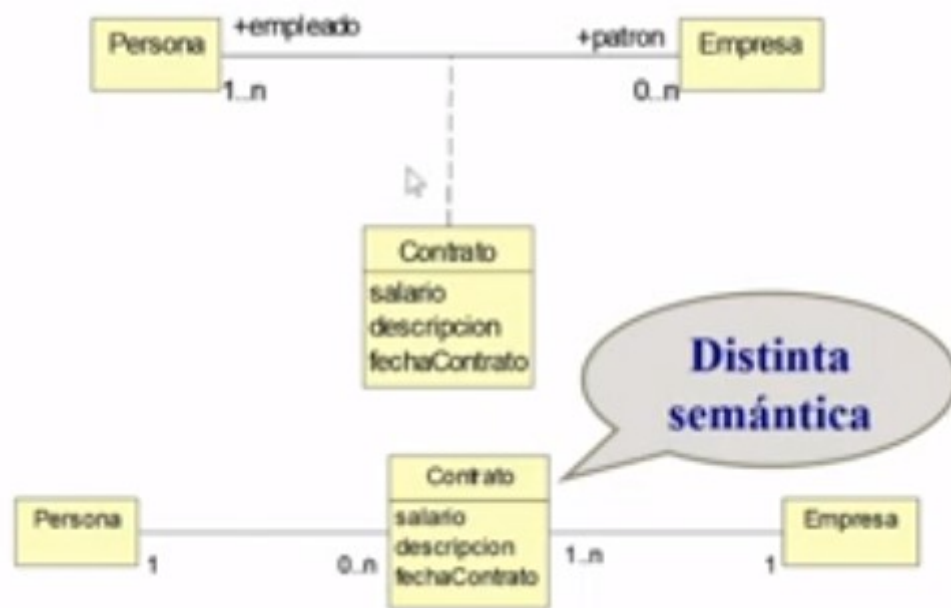 Persona
+empleado
+patron
Empresa
1..n
0..n
Contrato
salario
descripcion
fechaContrato
Distinta
semántica
Contrato
salario
descripcion
fechaContrato
Persona
1
0..n
1..n
1
Empresa